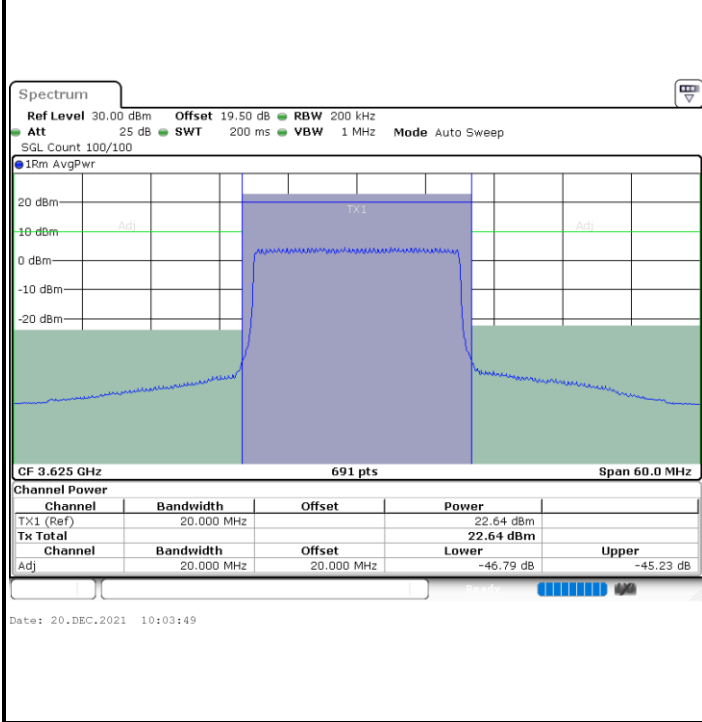 Spectrum
Ref Level 30.00 dBm Offset 19.50 dB RBW 200 kHz
Att 25 dB SWT 200 ms VBW 1 MHz Mode Auto Sweep
SGL Count 100/100
1Rm AvgPwr
20 dBm
TX1
Adj Adj
10 dBm
0 dBm
-10 dBm
-20 dBm
CF 3.625 GHz 691 pts Span 60.0 MHz
Channel Power
Channel Bandwidth Offset Power
TX1 (Ref) 20.000 MHz 22.64 dBm
Tx Total 22.64 dBm
Channel Bandwidth Offset Lower Upper
Adj 20.000 MHz 20.000 MHz -46.79 dB -45.23 dB
Ready
Date: 20.DEC.2021 10:03:49